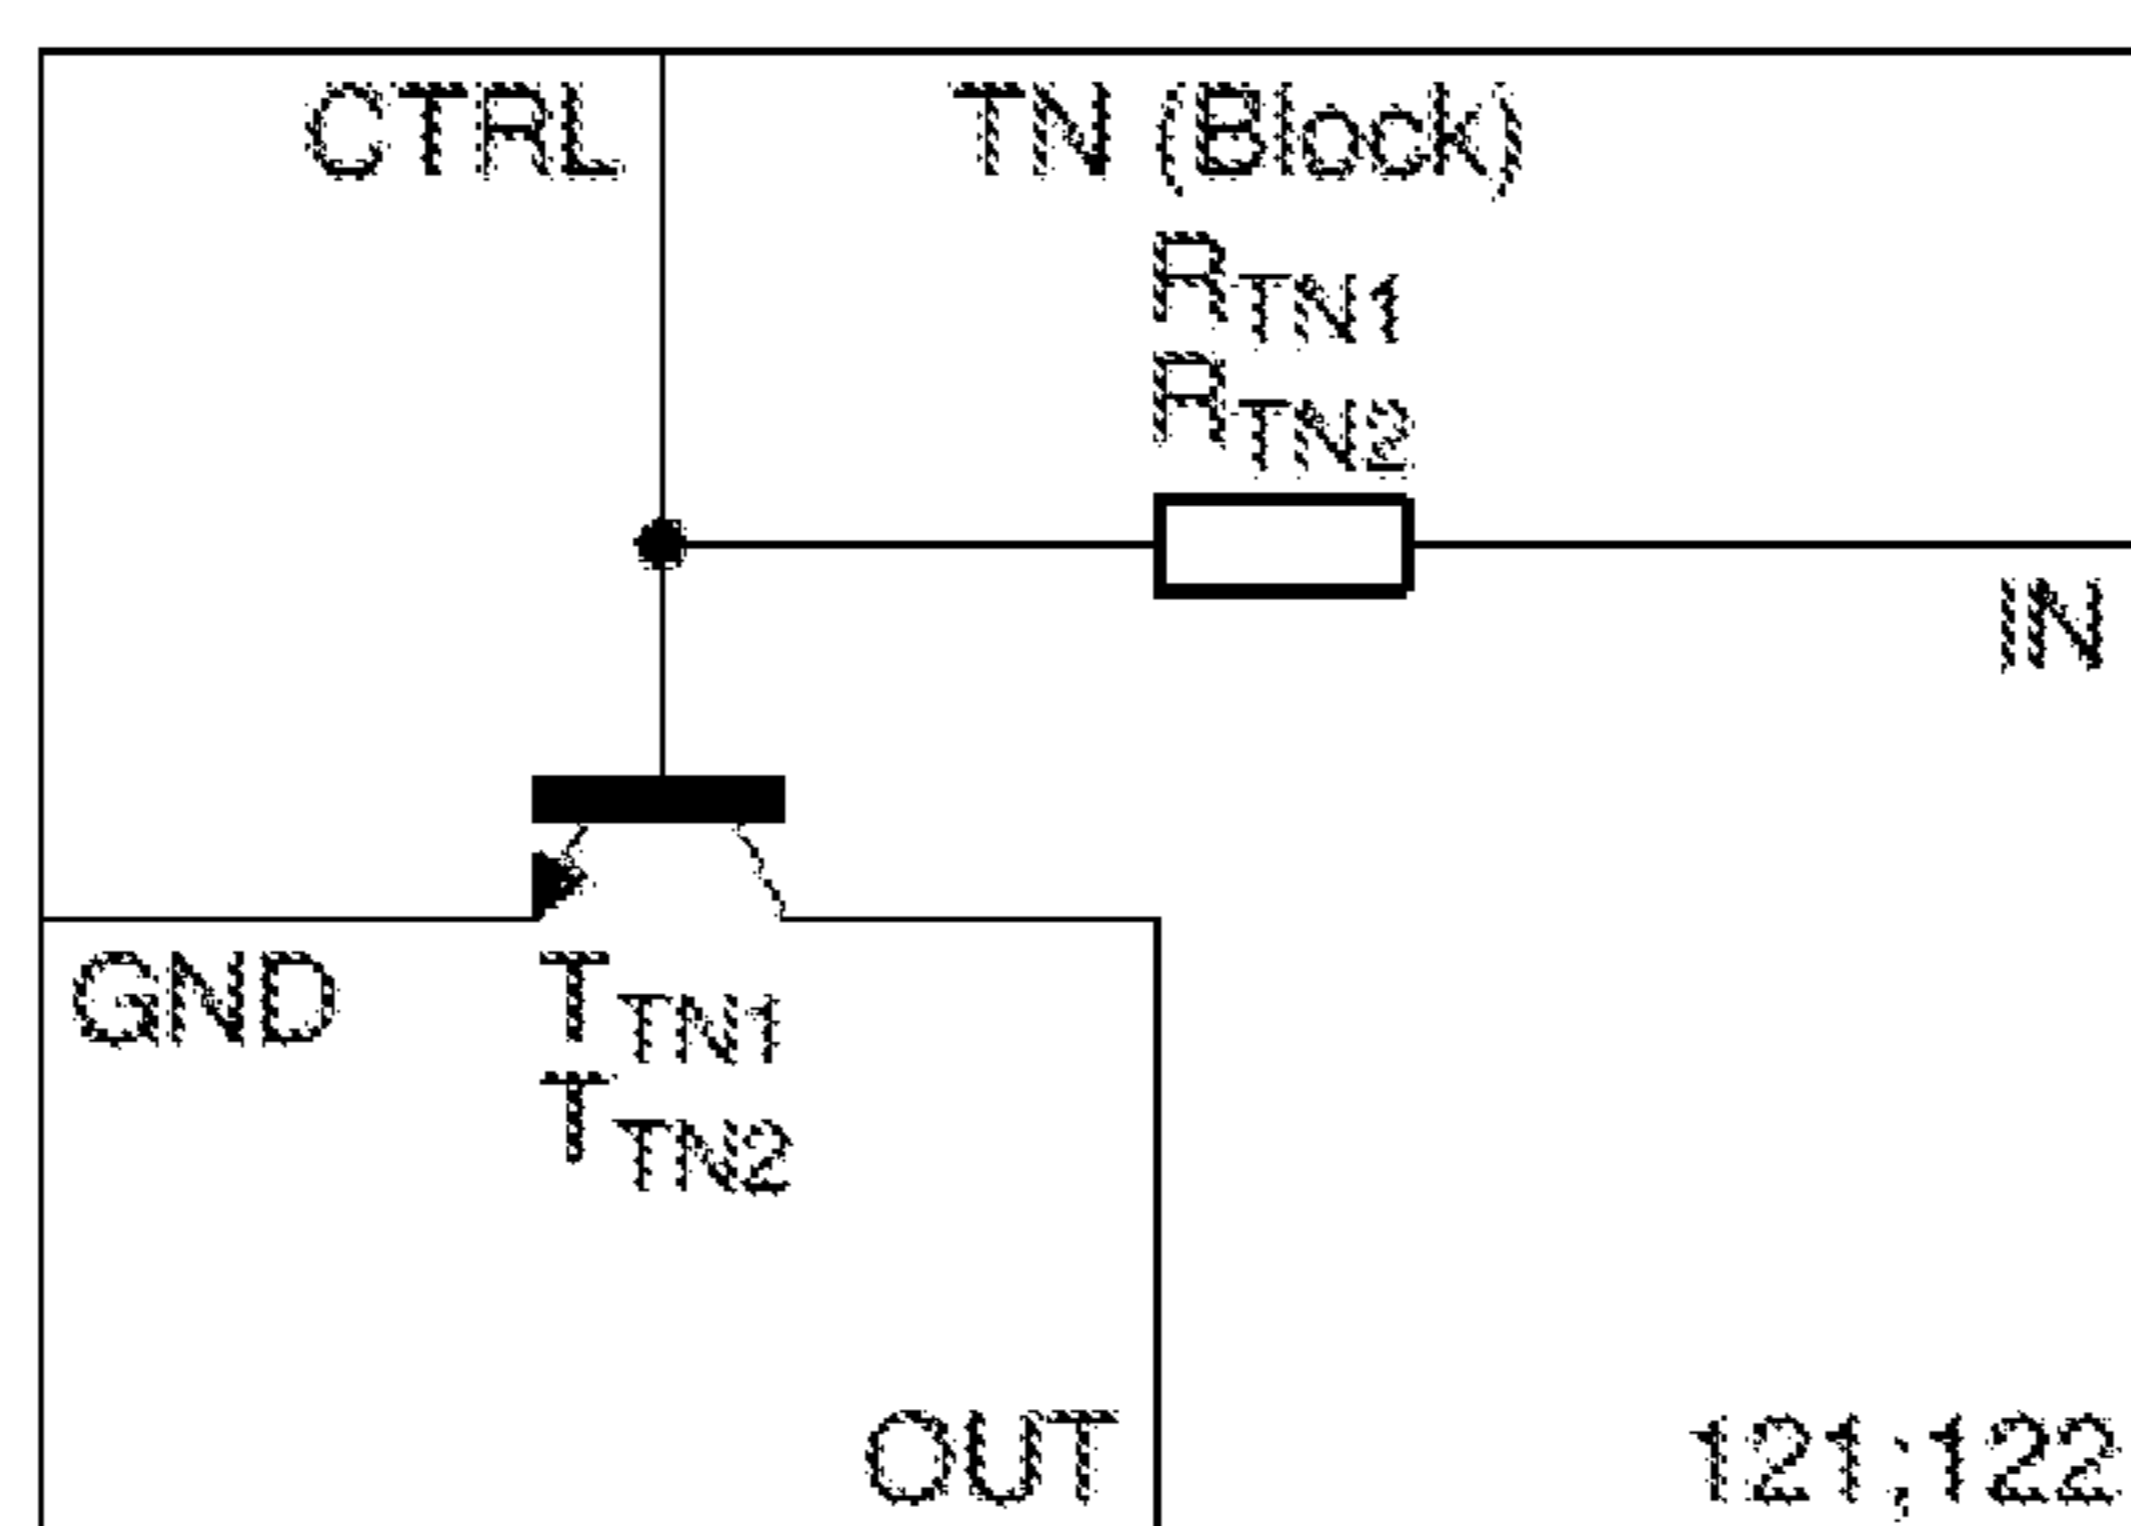 CTRL
TN (Block)
RTN1
RTN2
IN
GND
TTN1
TTN2
OUT
121;122